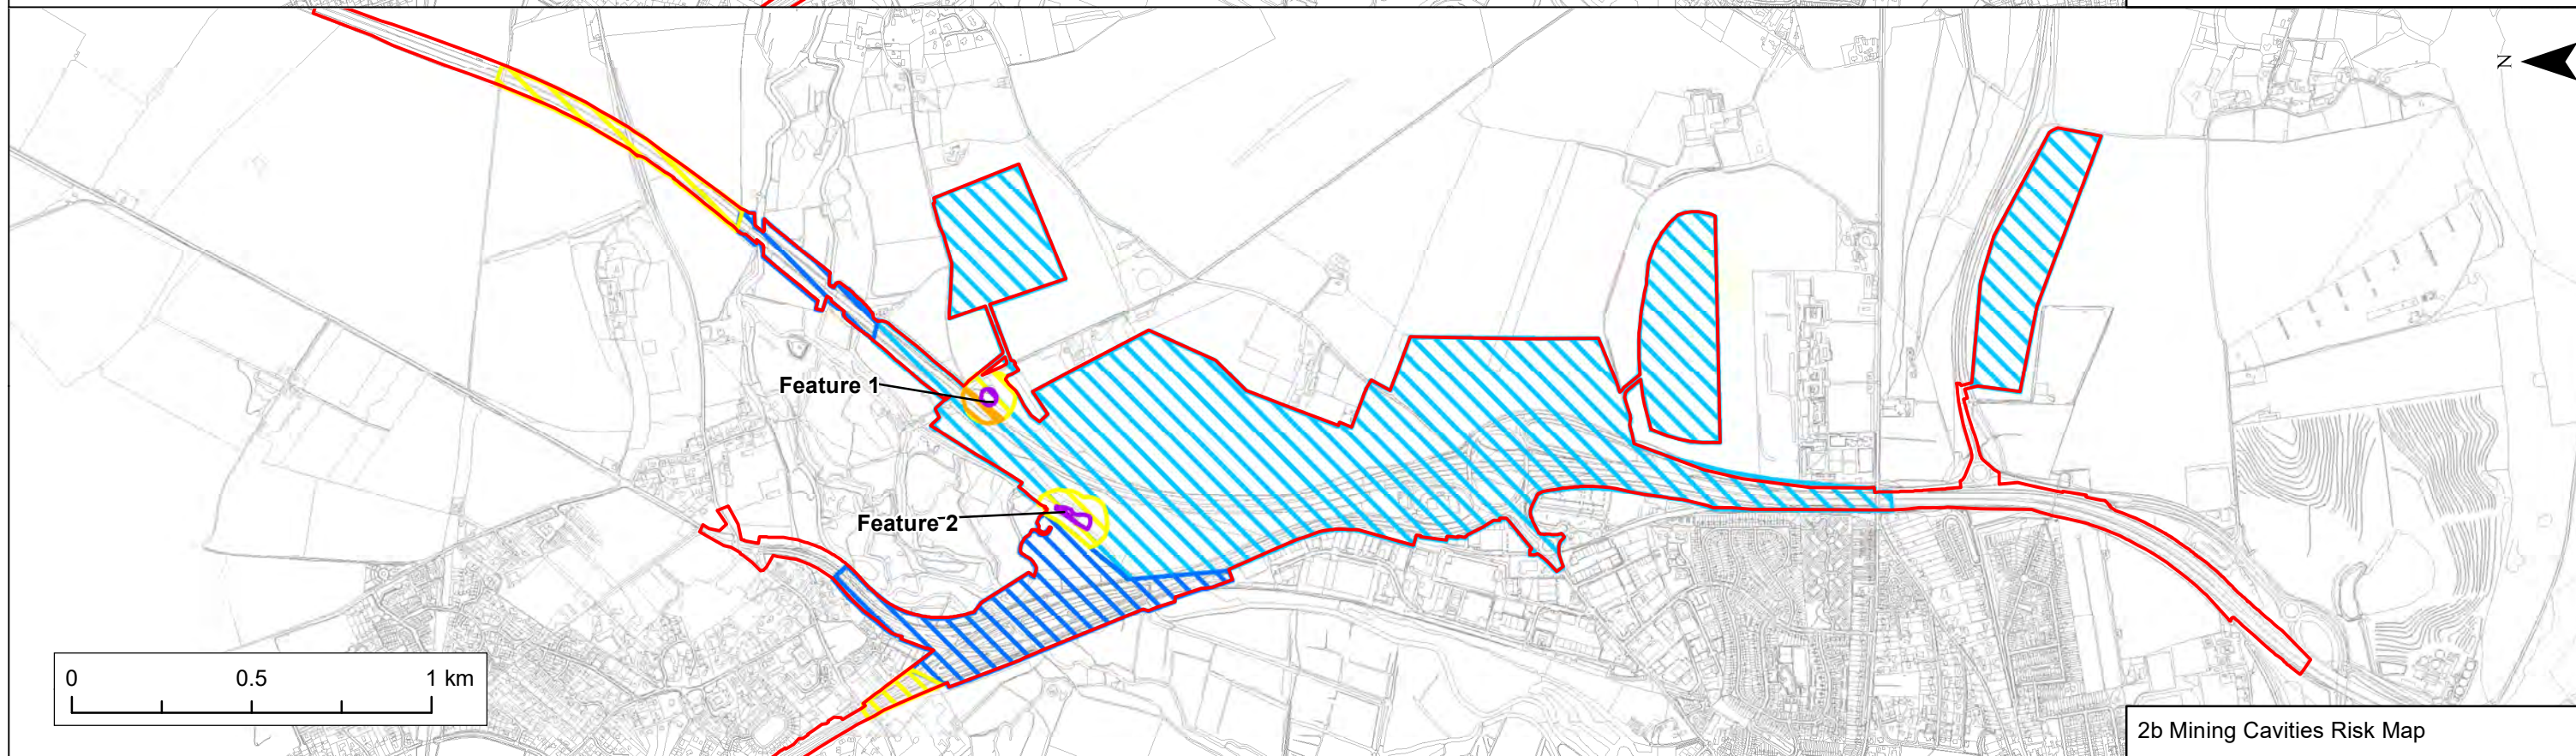 N
Feature 1
Feature 2
0 0.5 1 km
2b Mining Cavities Risk Map